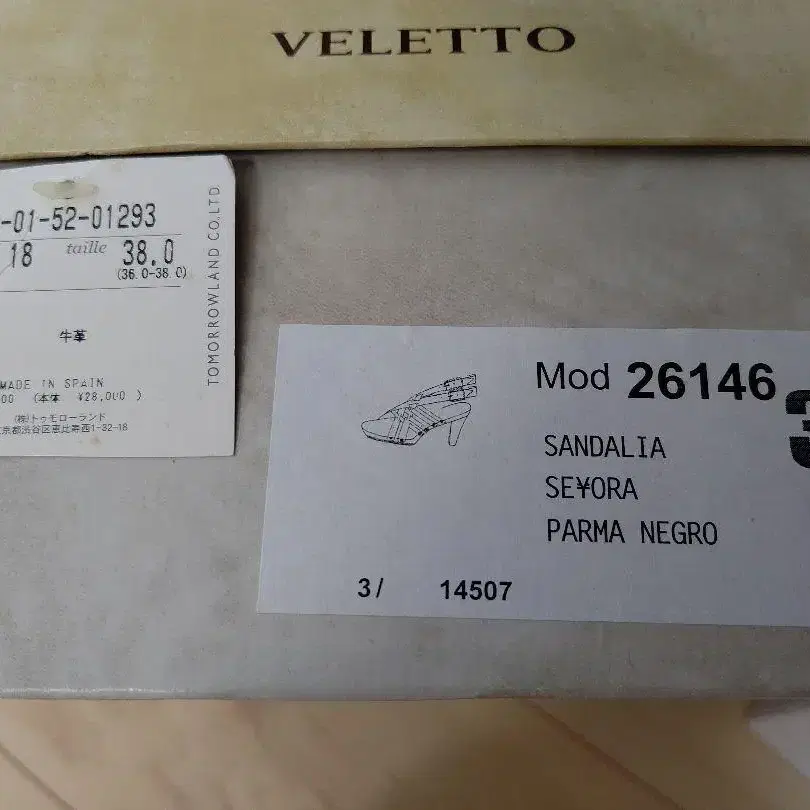 VELETTO
-01-52-01293
18 taille 38.0
(36.0-38.0)
牛革
MADE IN SPAIN
00 (本体 ¥28,000 )
(株)トゥモローランド
京都渋谷区恵比寿西1-32-18
TOMORROWLAND CO.LTD
Mod 26146
SANDALIA
SE¥ORA
PARMA NEGRO
3/ 14507
3